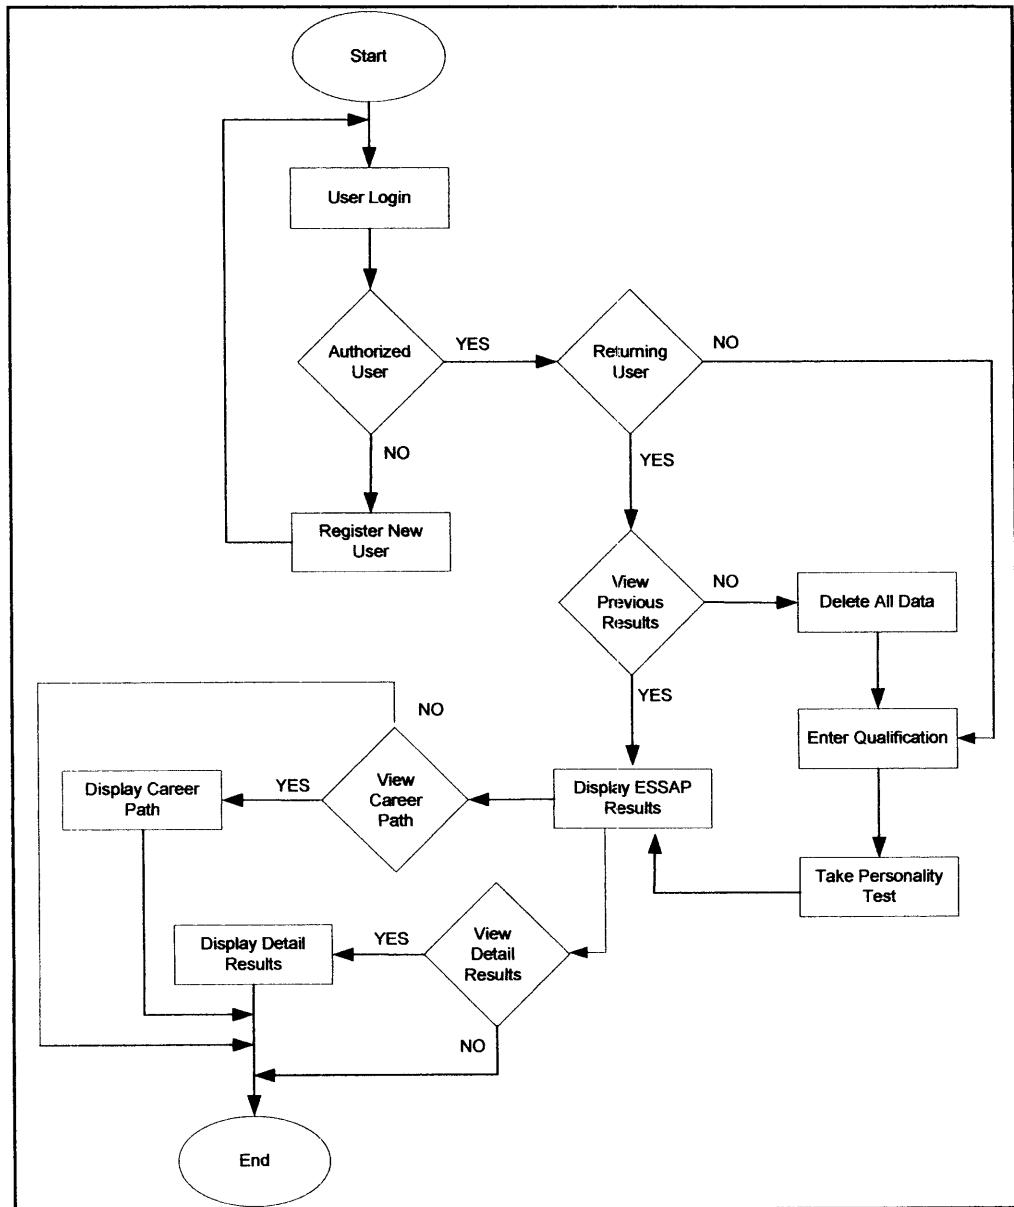 Start
User Login
Authorized
User
YES
Returning
User
NO
NO
YES
Register New
User
View
Previous
Results
NO
Delete All Data
YES
NO
Enter Qualification
View
Career
Path
YES
Display Career
Path
Display ESSAP
Results
Take Personality
Test
View
Detail
Results
YES
Display Detail
Results
NO
End